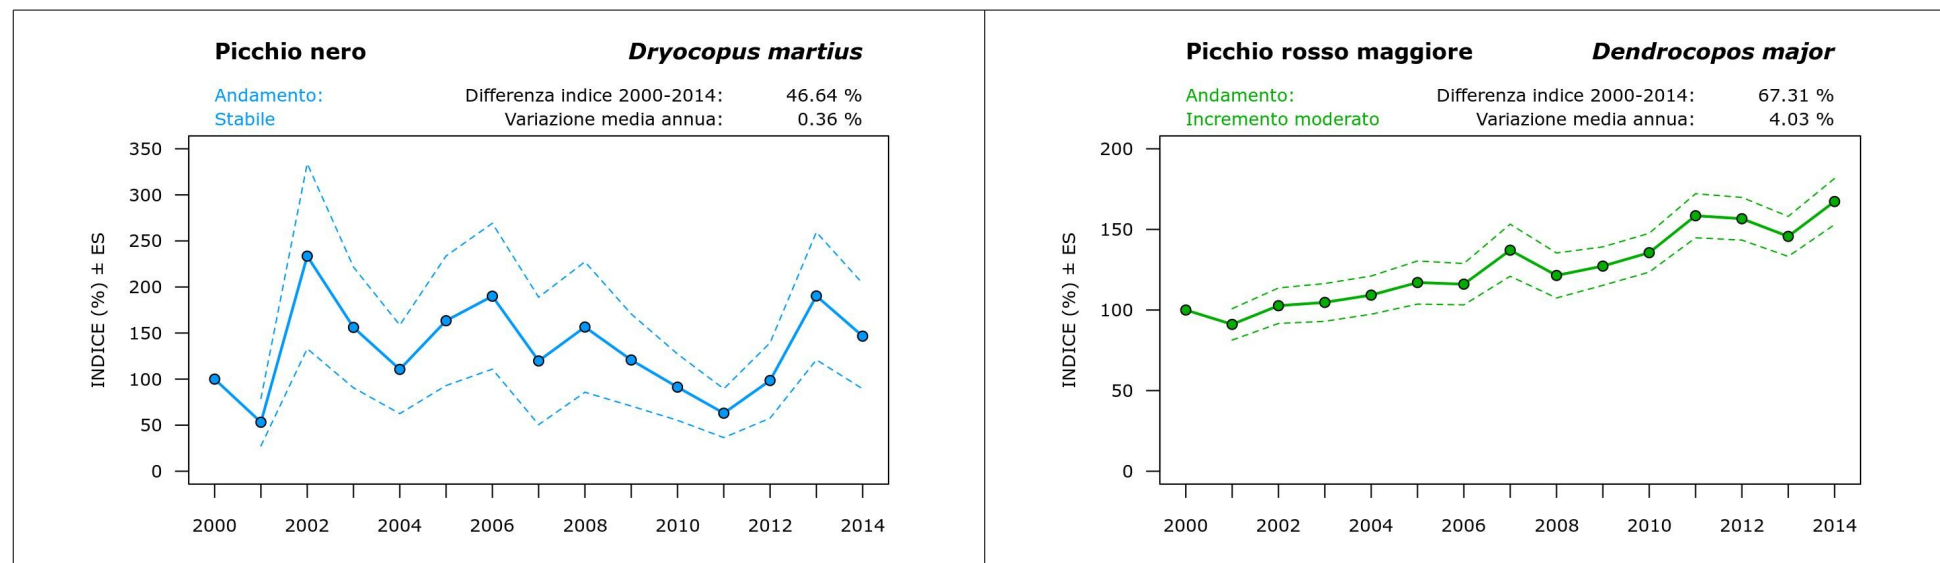 Picchio nero Dryocopus martius
Andamento: Differenza indice 2000-2014: 46.64 %
Stabile Variazione media annua: 0.36 %
350
300
250
200
150
100
50
0
INDICE (%) ± ES
2000 2002 2004 2006 2008 2010 2012 2014
Picchio rosso maggiore Dendrocopos major
Andamento: Differenza indice 2000-2014: 67.31 %
Incremento moderato Variazione media annua: 4.03 %
200
150
100
50
0
INDICE (%) ± ES
2000 2002 2004 2006 2008 2010 2012 2014